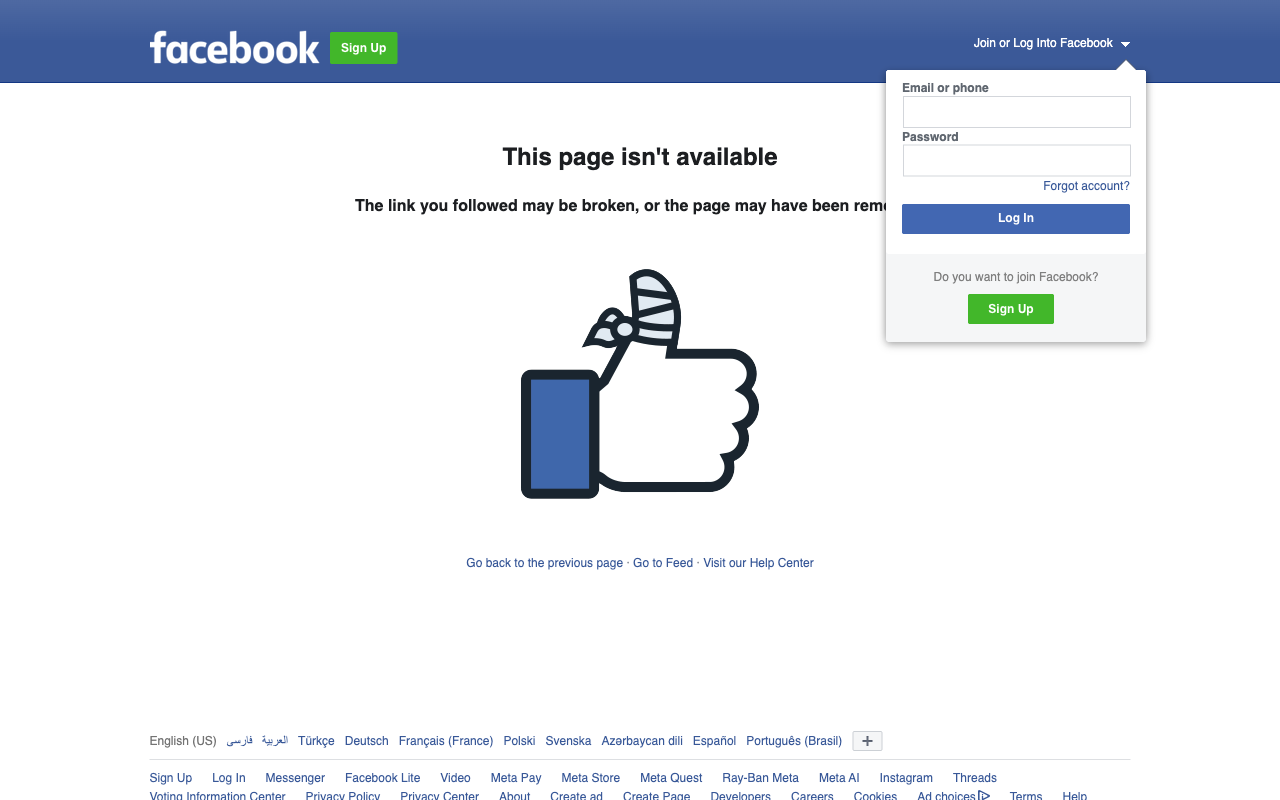 facebook
Sign Up
Join or Log Into Facebook
Email or phone
Password
Forgot account?
Log In
Do you want to join Facebook?
Sign Up
This page isn't available
The link you followed may be broken, or the page may have been
Go back to the previous page · Go to Feed · Visit our Help Center
English (US) فارسی العربية Türkçe Deutsch Français (France) Polski Svenska Azərbaycan dili Español Português (Brasil)
Sign Up Log In Messenger Facebook Lite Video Meta Pay Meta Store Meta Quest Ray-Ban Meta Meta AI Instagram Threads
Voting Information Center Privacy Policy Privacy Center About Create ad Create Page Developers Careers Cookies Ad choices Terms Help